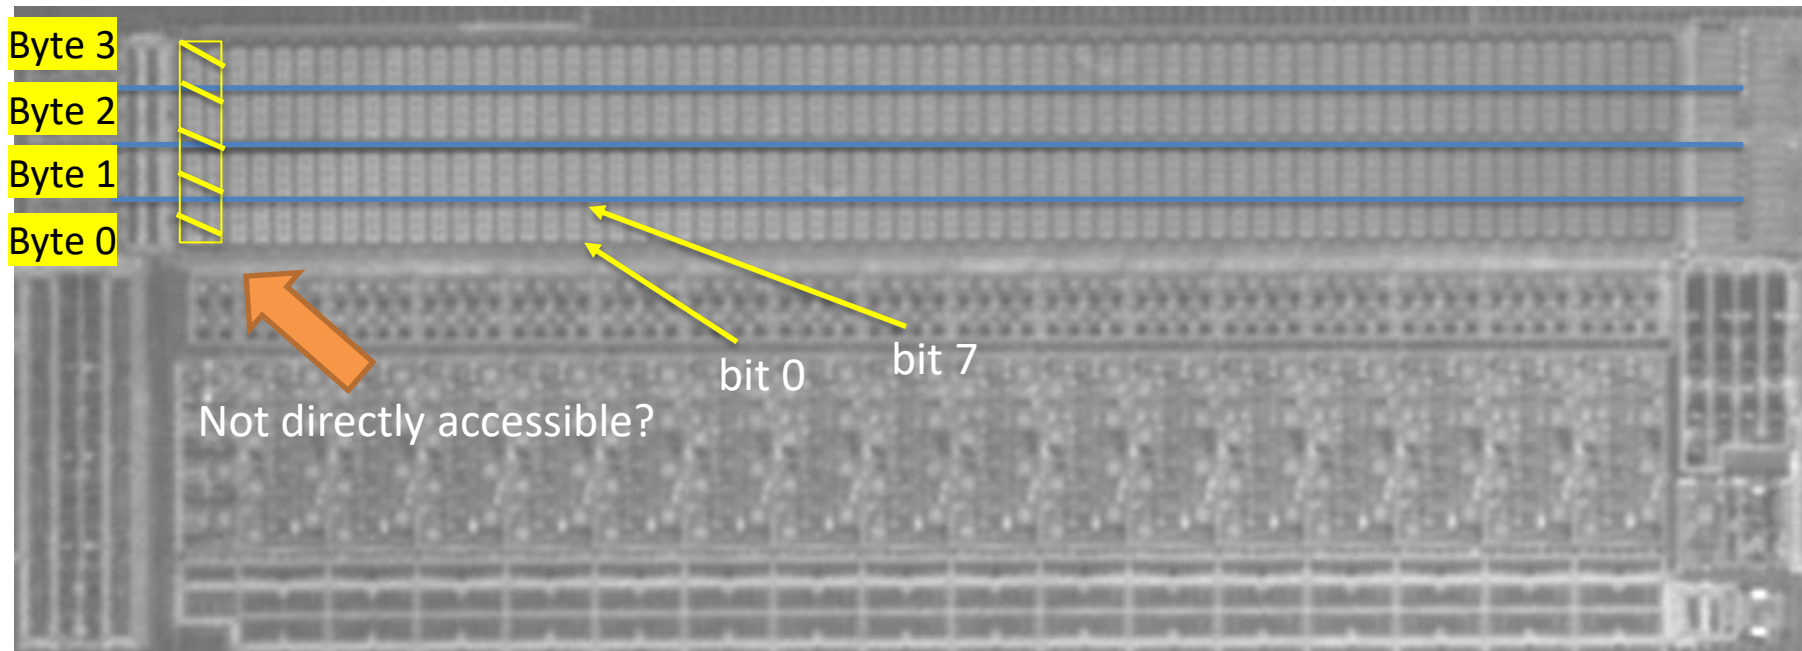 Byte 3
Byte 2
Byte 1
Byte 0
bit 0
bit 7
Not directly accessible?